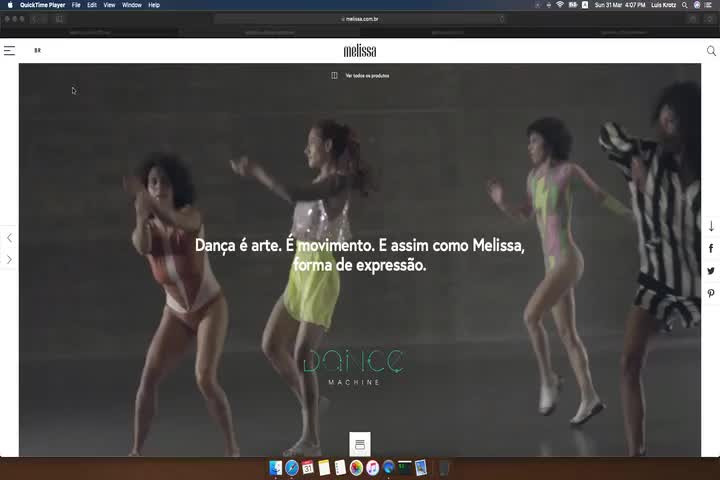 QuickTime Player File Edit View Window Help
Sun 31 Mar 4:07 PM Luis Krotz
melissa.com.br
BR
melissa
Ver todos os produtos
Dança é arte. É movimento. E assim como Melissa,
forma de expressão.
DANCE
MACHINE